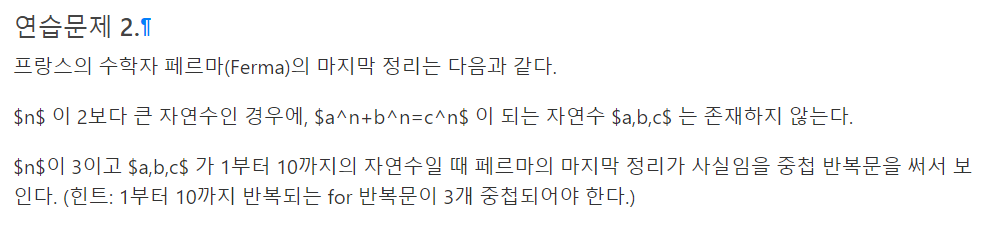 연습문제 2.¶
프랑스의 수학자 페르마(Ferma)의 마지막 정리는 다음과 같다.
$n$ 이 2보다 큰 자연수인 경우에, $a^n+b^n=c^n$ 이 되는 자연수 $a,b,c$ 는 존재하지 않는다.
$n$이 3이고 $a,b,c$ 가 1부터 10까지의 자연수일 때 페르마의 마지막 정리가 사실임을 중첩 반복문을 써서 보
인다. (힌트: 1부터 10까지 반복되는 for 반복문이 3개 중첩되어야 한다.)